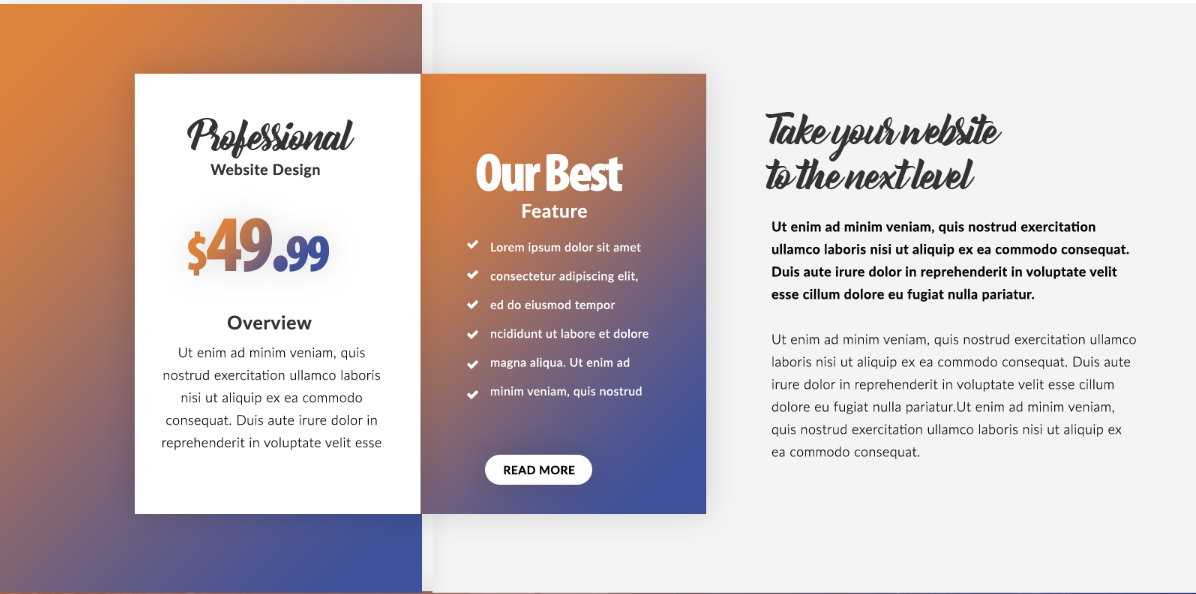 Professional
Website Design
$49.99
Overview
Ut enim ad minim veniam, quis
nostrud exercitation ullamco laboris
nisi ut aliquip ex ea commodo
consequat. Duis aute irure dolor in
reprehenderit in voluptate velit esse
Our Best
Feature
Lorem ipsum dolor sit amet
consectetur adipiscing elit,
ed do eiusmod tempor
ncididunt ut labore et dolore
magna aliqua. Ut enim ad
minim veniam, quis nostrud
READ MORE
Take your website
to the next level
Ut enim ad minim veniam, quis nostrud exercitation
ullamco laboris nisi ut aliquip ex ea commodo consequat.
Duis aute irure dolor in reprehenderit in voluptate velit
esse cillum dolore eu fugiat nulla pariatur.
Ut enim ad minim veniam, quis nostrud exercitation ullamco
laboris nisi ut aliquip ex ea commodo consequat. Duis aute
irure dolor in reprehenderit in voluptate velit esse cillum
dolore eu fugiat nulla pariatur.Ut enim ad minim veniam,
quis nostrud exercitation ullamco laboris nisi ut aliquip ex
ea commodo consequat.